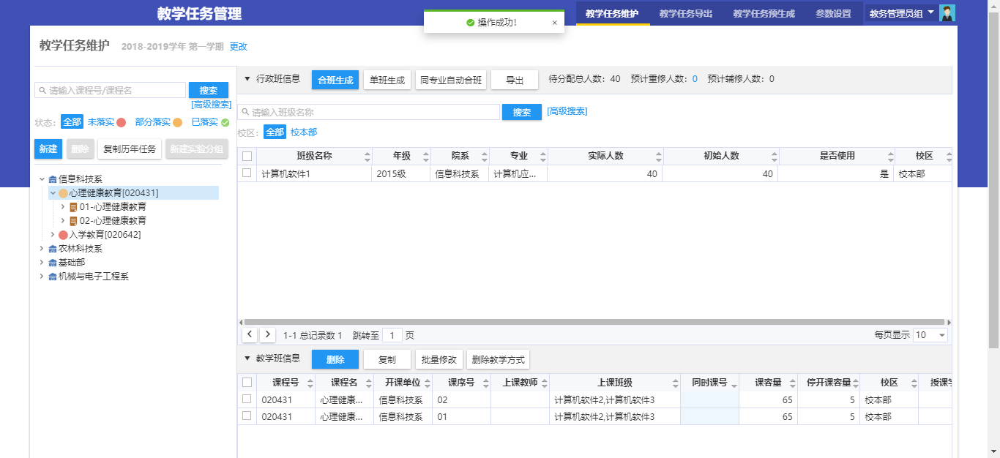 教学任务管理
操作成功! ×
教学任务维护 教学任务导出 教学任务预生成 参数设置 教务管理员组
教学任务维护 2018-2019学年 第一学期 更改
请输入课程号/课程名 搜索
[高级搜索]
状态: 全部 未落实 部分落实 已落实
新建 删除 复制历年任务 新建实验分组
信息科技系
心理健康教育[020431]
01-心理健康教育
02-心理健康教育
入学教育[020642]
农林科技系
基础部
机械与电子工程系
行政班信息 合班生成 单班生成 同专业自动合班 导出 待分配总人数: 40 预计重修人数: 0 预计辅修人数: 0
请输入班级名称 搜索 [高级搜索]
校区: 全部 校本部
班级名称 年级 院系 专业 实际人数 初始人数 是否使用 校区
计算机软件1 2015级 信息科技系 计算机应... 40 40 是 校本部
1-1 总记录数 1 跳转至 1 页 每页显示 10
教学班信息 删除 复制 批量修改 删除教学方式
课程号 课程名 开课单位 课序号 上课教师 上课班级 同时课号 课容量 停开课容量 校区 授课
020431 心理健康... 信息科技系 02 计算机软件2,计算机软件3 65 5 校本部
020431 心理健康... 信息科技系 01 计算机软件2,计算机软件3 65 5 校本部